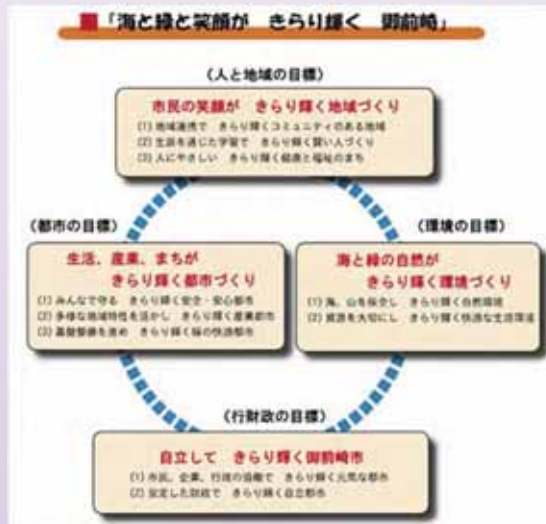 ■「海と緑と笑顔が きらり輝く 御前崎」
(人と地域の目標)
市民の笑顔が きらり輝く地域づくり
(1) 地域連携で きらり輝くコミュニティのある地域
(2) 生涯を通じた学習で きらり輝く賢い人づくり
(3) 人にやさしい きらり輝く健康と福祉のまち
(都市の目標)
生活、産業、まちが
きらり輝く都市づくり
(1) みんなで守る きらり輝く安全・安心都市
(2) 多様な地域特性を活かし きらり輝く産業都市
(3) 基盤整備を進め きらり輝く緑の快適都市
(環境の目標)
海と緑の自然が
きらり輝く環境づくり
(1) 海、山を保全し きらり輝く自然環境
(2) 資源を大切にし きらり輝く快適な生活環境
(行財政の目標)
自立して きらり輝く御前崎市
(1) 市民、企業、行政の協働で きらり輝く元気な都市
(2) 安定した財政で きらり輝く自立都市